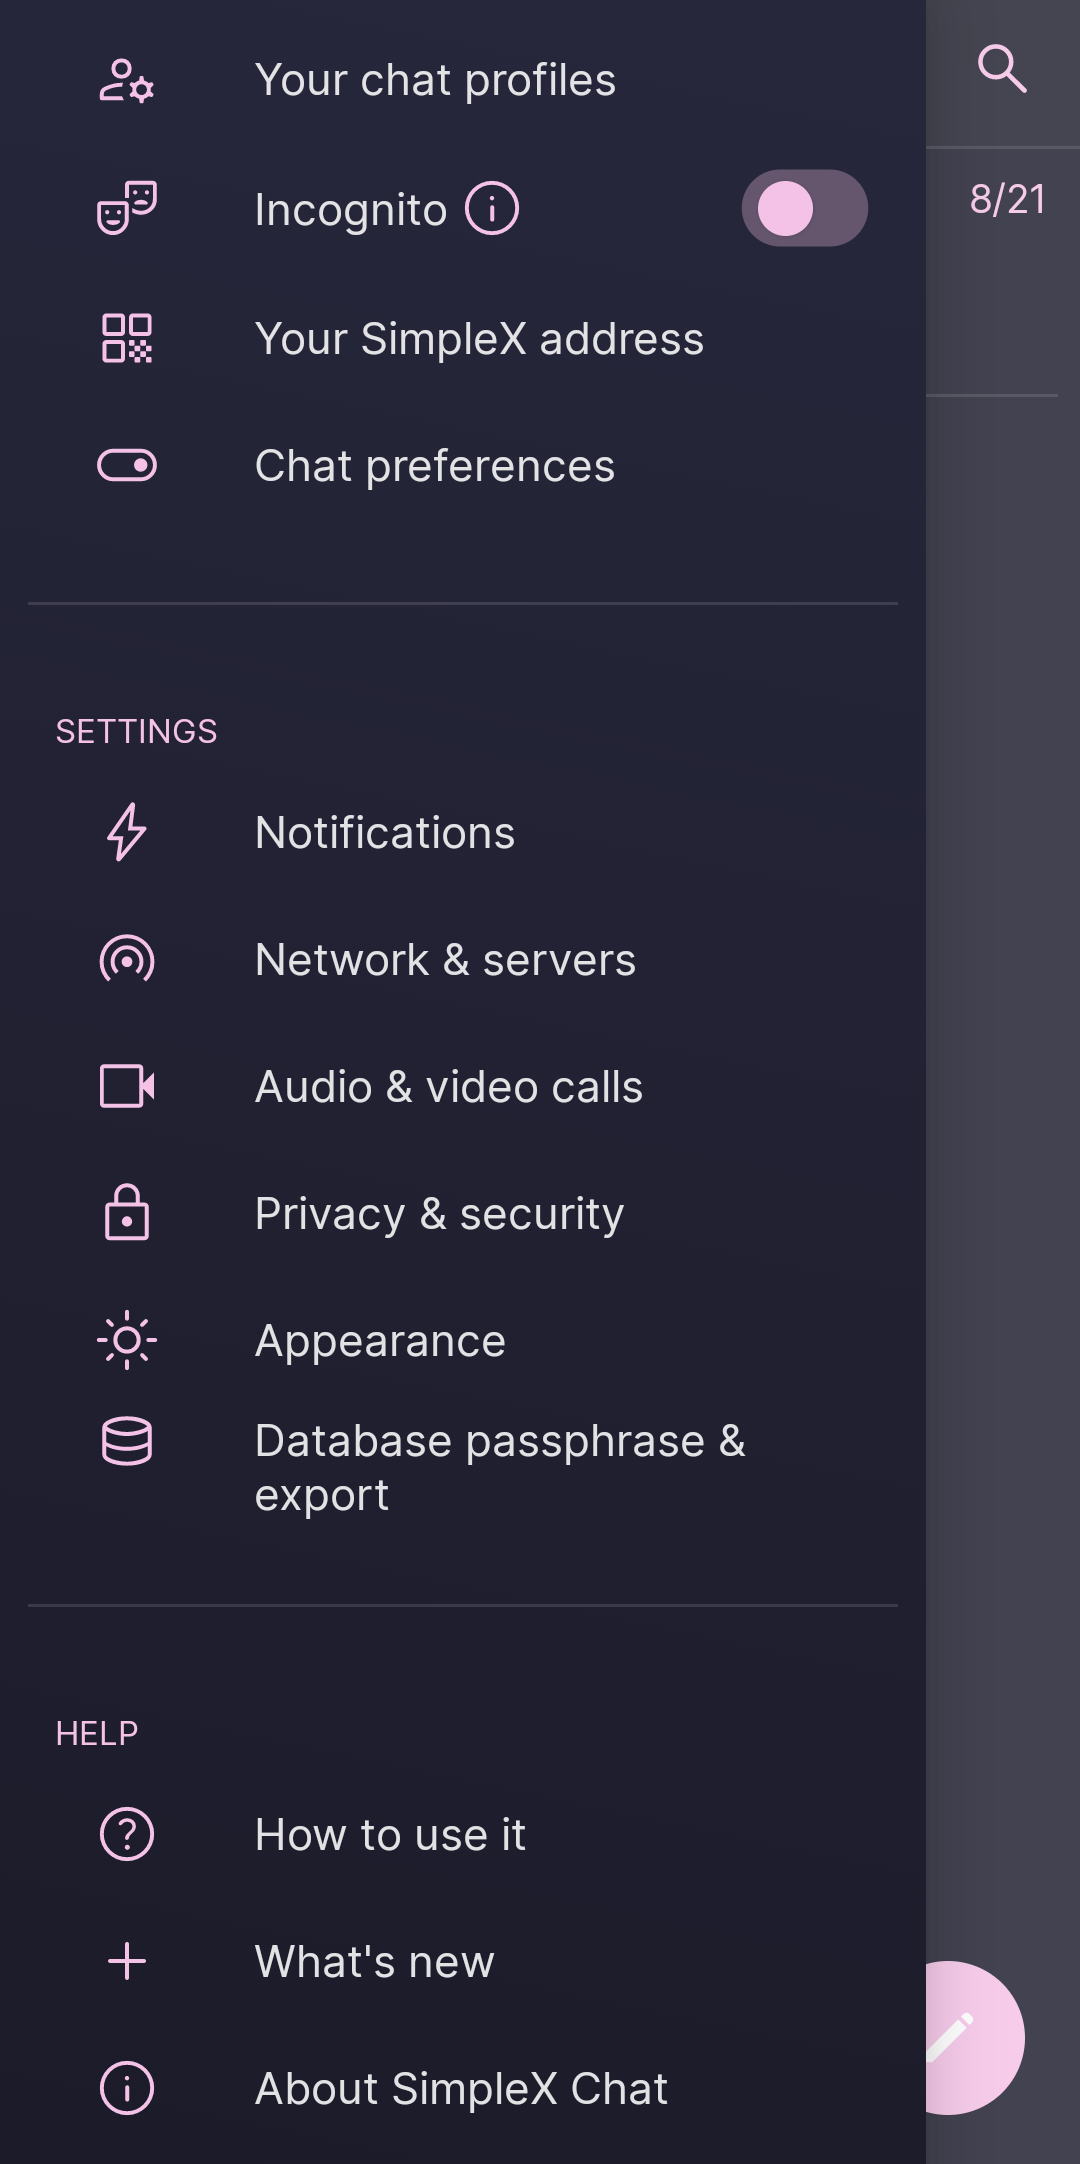 Your chat profiles
Incognito
8/21
Your SimpleX address
Chat preferences
SETTINGS
Notifications
Network & servers
Audio & video calls
Privacy & security
Appearance
Database passphrase &
export
HELP
How to use it
What's new
About SimpleX Chat